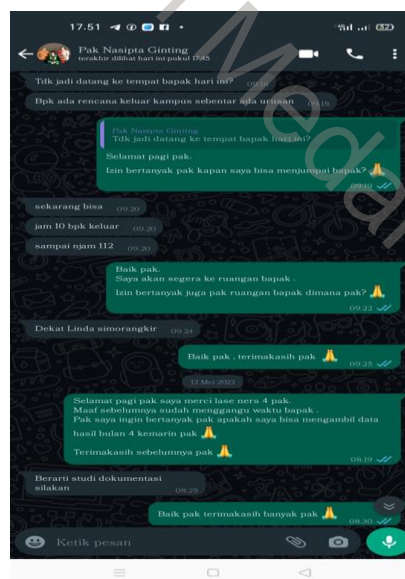 17.51
Pak Nasipta Ginting
terakhir dilihat hari ini pukul 17.45
Tdk jadi datang ke tempat bapak hari ini?
Bpk ada rencana keluar kampus sebentar ada urusan 09.18
Pak Nasipta Ginting
Tdk jadi datang ke tempat bapak hari ini?
Selamat pagi pak.
Izin bertanyak pak kapan saya bisa menjumpai bapak? 🙏
09.19
sekarang bisa 09.20
jam 10 bpk keluar 09.20
sampai njam 112 09.20
Baik pak.
Saya akan segera ke ruangan bapak .
Izin bertanyak juga pak ruangan bapak dimana pak? 🙏
09.22
Dekat Linda simorangkir 09.24
Baik pak , terimakasih pak 🙏 09.25
12 Mei 2022
Selamat pagi pak saya merci lase ners 4 pak.
Maaf sebelumnya sudah menggangu waktu bapak .
Pak saya ingin bertanyak pak apakah saya bisa mengambil data
hasil bulan 4 kemarin pak 🙏
Terimakasih sebelumnya pak 🙏 08.19
Berarti studi dokumentasi
silakan 08.25
Baik pak terimakasih banyak pak 🙏 08.30
Ketik pesan